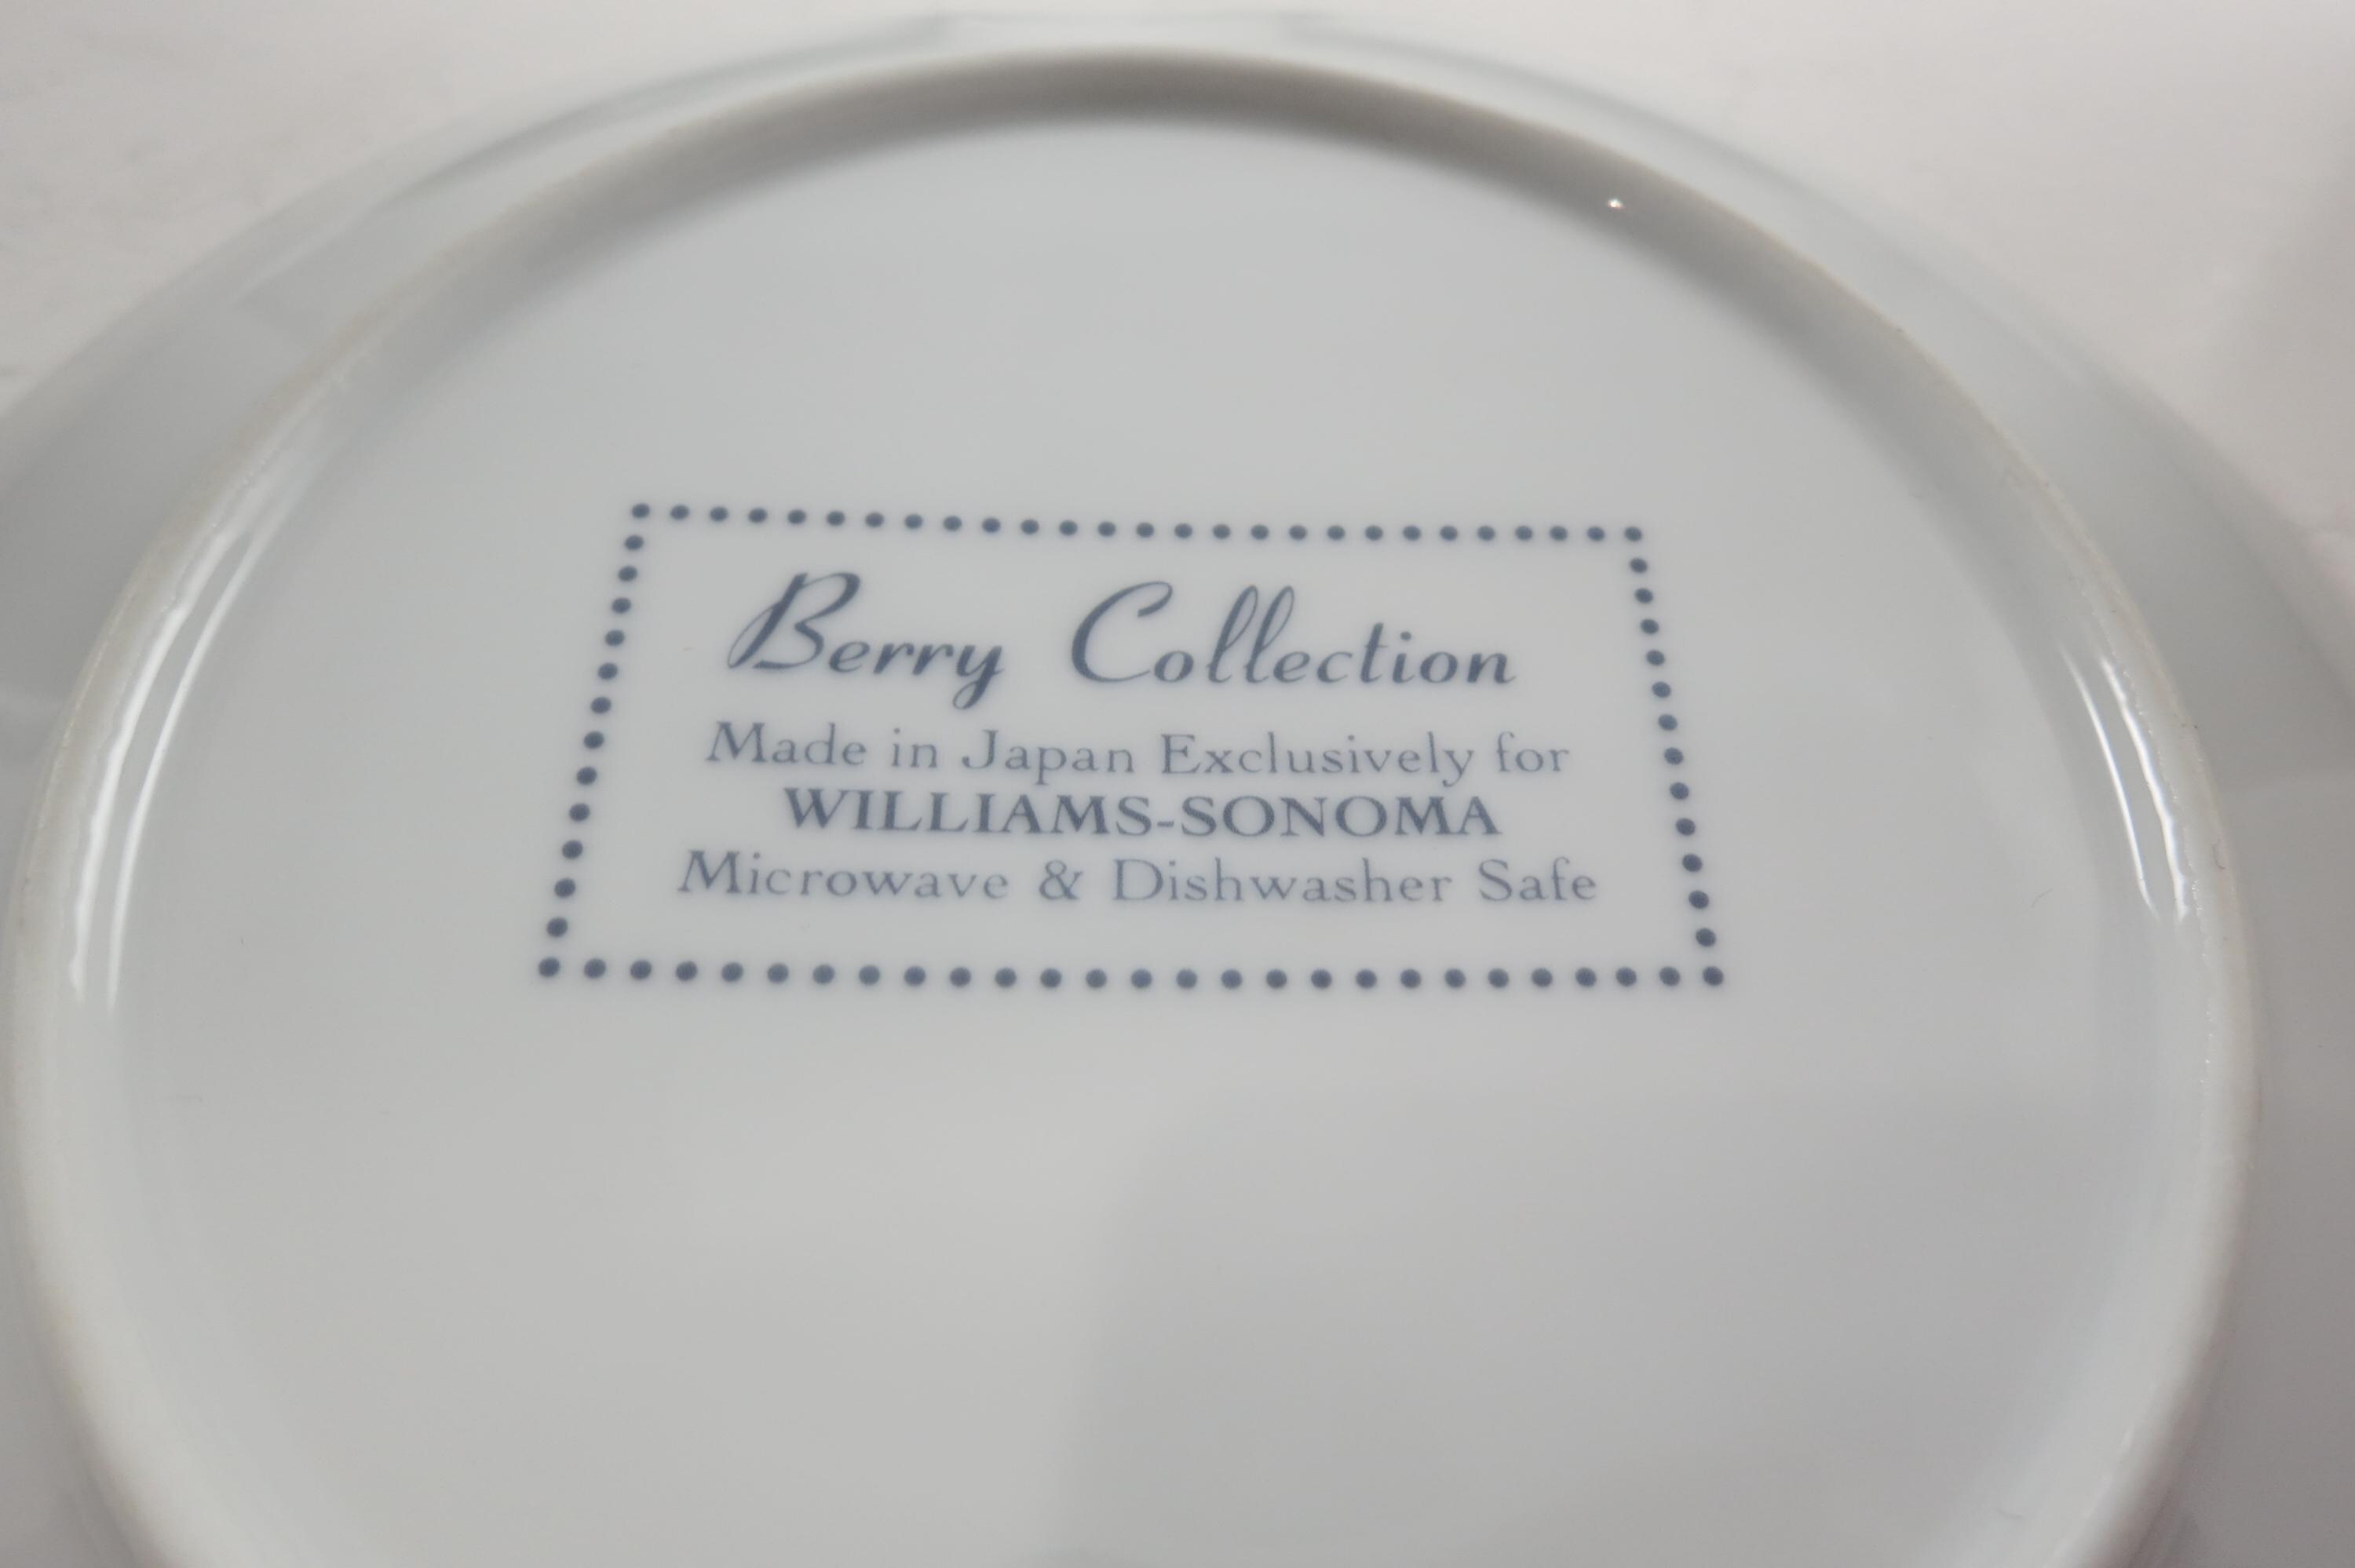 Berry Collection
Made in Japan Exclusively for
WILLIAMS-SONOMA
Microwave & Dishwasher Safe